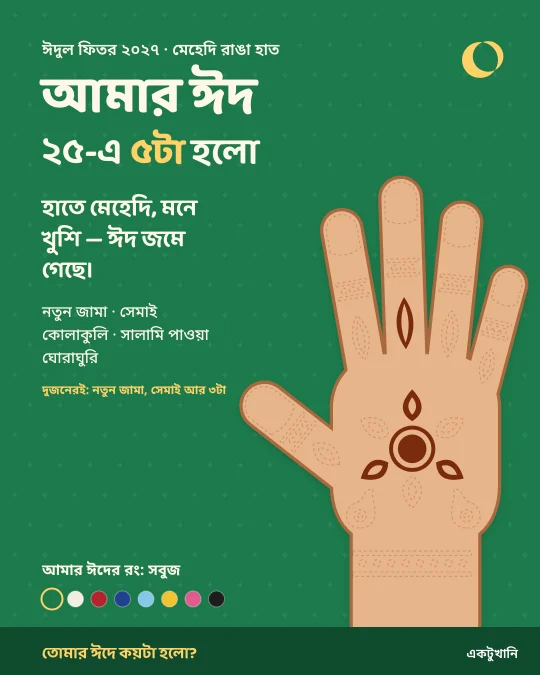 ঈদুল ফিতর ২০২৭ · মেহেদি রাঙা হাত
আমার ঈদ
২৫-এ ৫টা হলো
হাতে মেহেদি, মনে
খুশি — ঈদ জমে
গেছে।
নতুন জামা · সেমাই
কোলাকুলি · সালামি পাওয়া
ঘোরাঘুরি
দুজনেরই: নতুন জামা, সেমাই আর ৩টা
আমার ঈদের রং: সবুজ
তোমার ঈদে কয়টা হলো?
একটুখানি